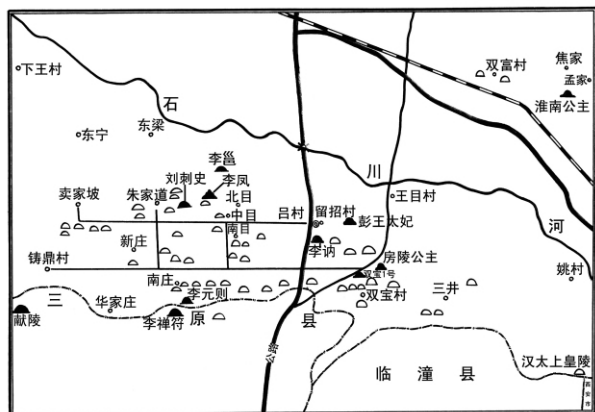 焦家
双富村
孟家
下王村
淮南公主
石
东梁
东宁
李邕
川
刘刺史
李凤
卖家坡
朱家道
北目
王目村
中目
吕村
留招村
彭王太妃
河
南目
新庄
李讷
房陵公主
铸鼎村
双宝1号
姚村
南庄
三
李元则
双宝村
三井
华家庄
献陵
李禅符
原
县
公路
汉太上皇陵
临潼县